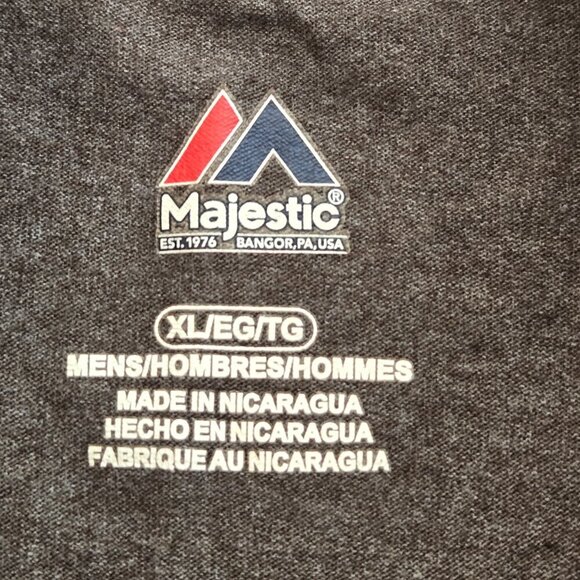 Majestic®
EST. 1976 BANGOR, PA, USA
XL/EG/TG
MENS/HOMBRES/HOMMES
MADE IN NICARAGUA
HECHO EN NICARAGUA
FABRIQUE AU NICARAGUA